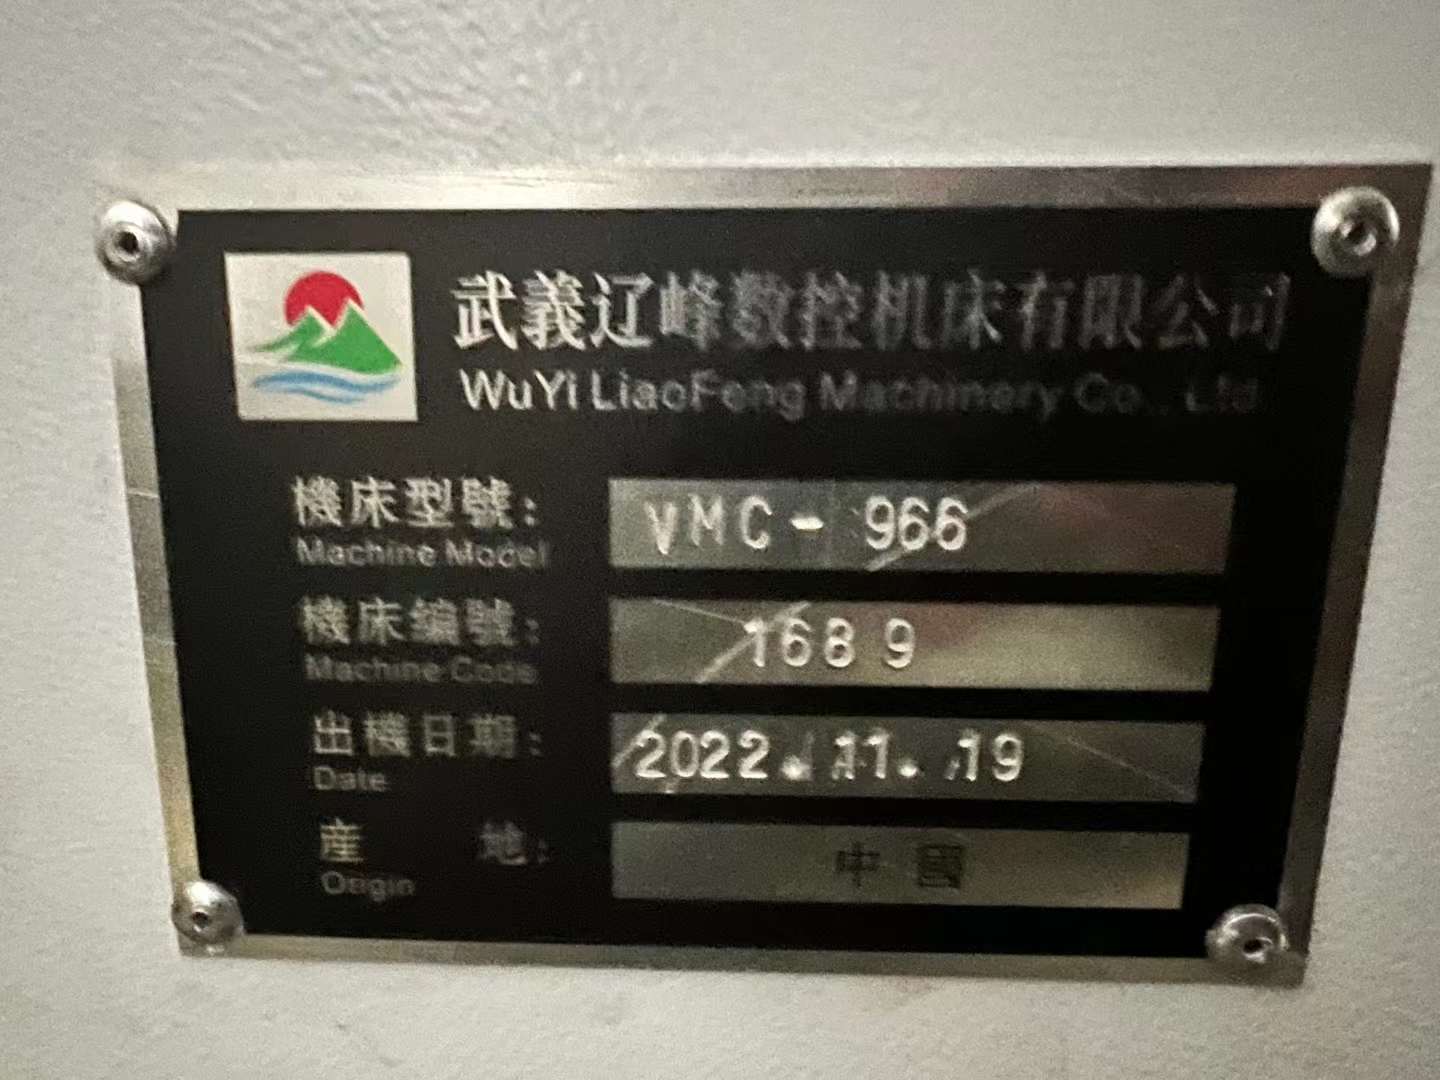 武義辽峰数控机床有限公司
WuYi LiaoFeng Machinery Co., Ltd.
機床型號: VMC-966
Machine Model
機床编號: 1689
Machine Code
出機日期: 2022.11.19
Date
産 地: 中國
Origin